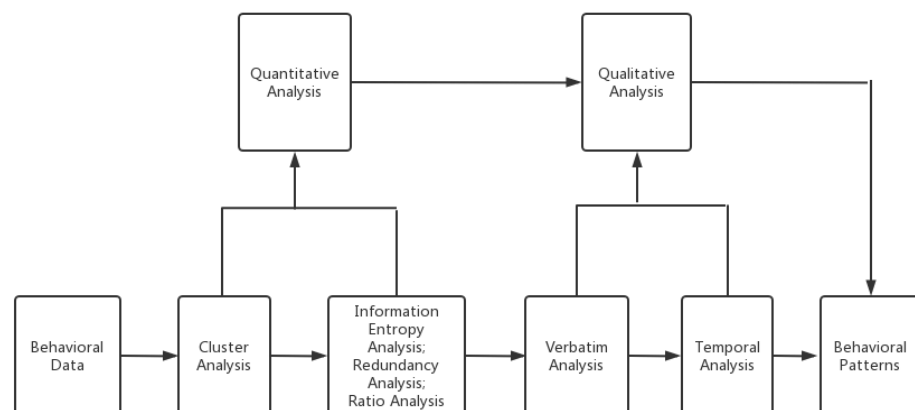 Quantitative
Analysis
Qualitative
Analysis
Behavioral
Data
Cluster
Analysis
Information
Entropy
Analysis;
Redundancy
Analysis;
Ratio Analysis
Verbatim
Analysis
Temporal
Analysis
Behavioral
Patterns